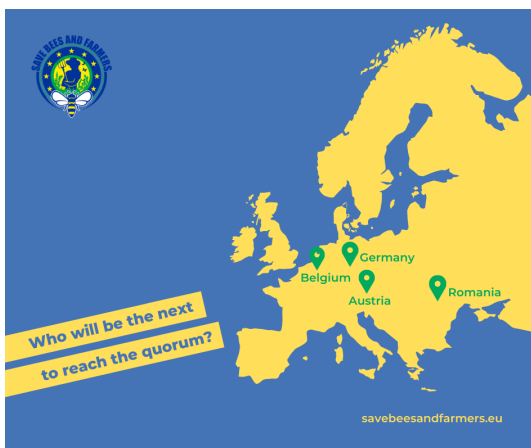 SAVE BEES AND FARMERS
Germany
Belgium
Austria
Romania
Who will be the next
to reach the quorum?
savebeesandfarmers.eu